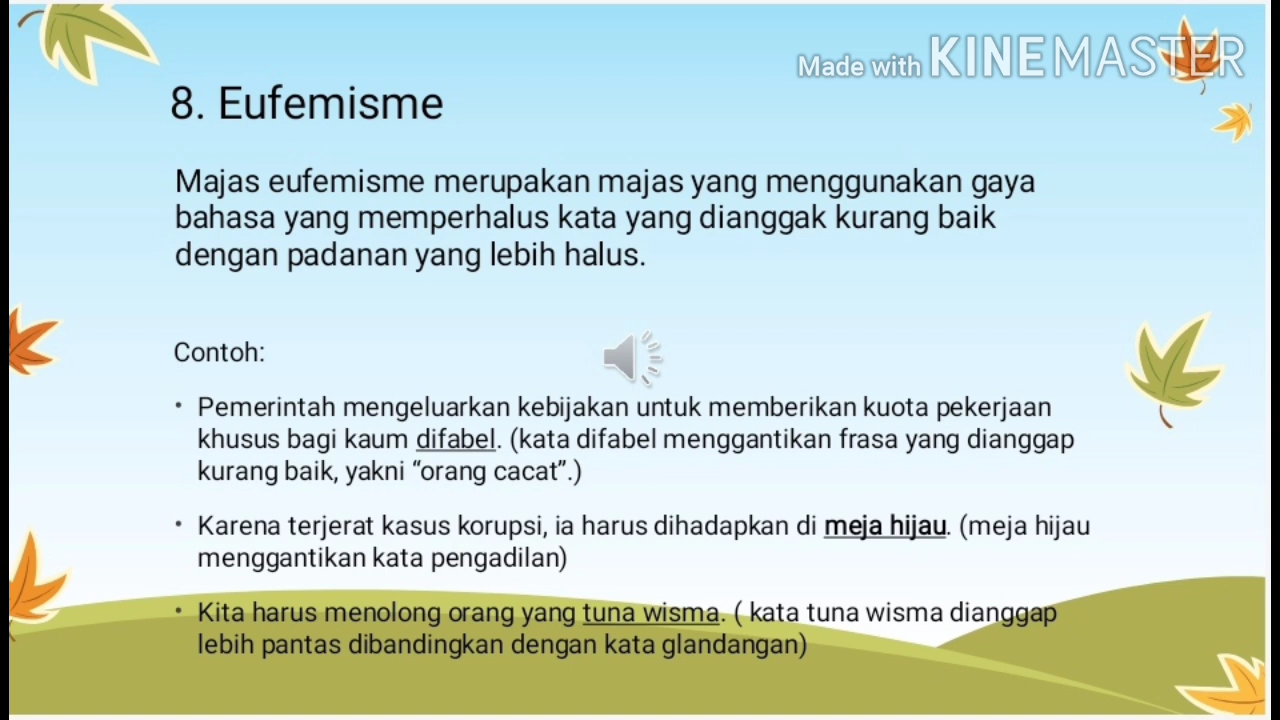 Made with KINEMASTER
8. Eufemisme
Majas eufemisme merupakan majas yang menggunakan gaya
bahasa yang memperhalus kata yang dianggak kurang baik
dengan padanan yang lebih halus.
Contoh:
• Pemerintah mengeluarkan kebijakan untuk memberikan kuota pekerjaan
khusus bagi kaum difabel. (kata difabel menggantikan frasa yang dianggap
kurang baik, yakni “orang cacat”.)
• Karena terjerat kasus korupsi, ia harus dihadapkan di meja hijau. (meja hijau
menggantikan kata pengadilan)
• Kita harus menolong orang yang tuna wisma. ( kata tuna wisma dianggap
lebih pantas dibandingkan dengan kata glandangan)